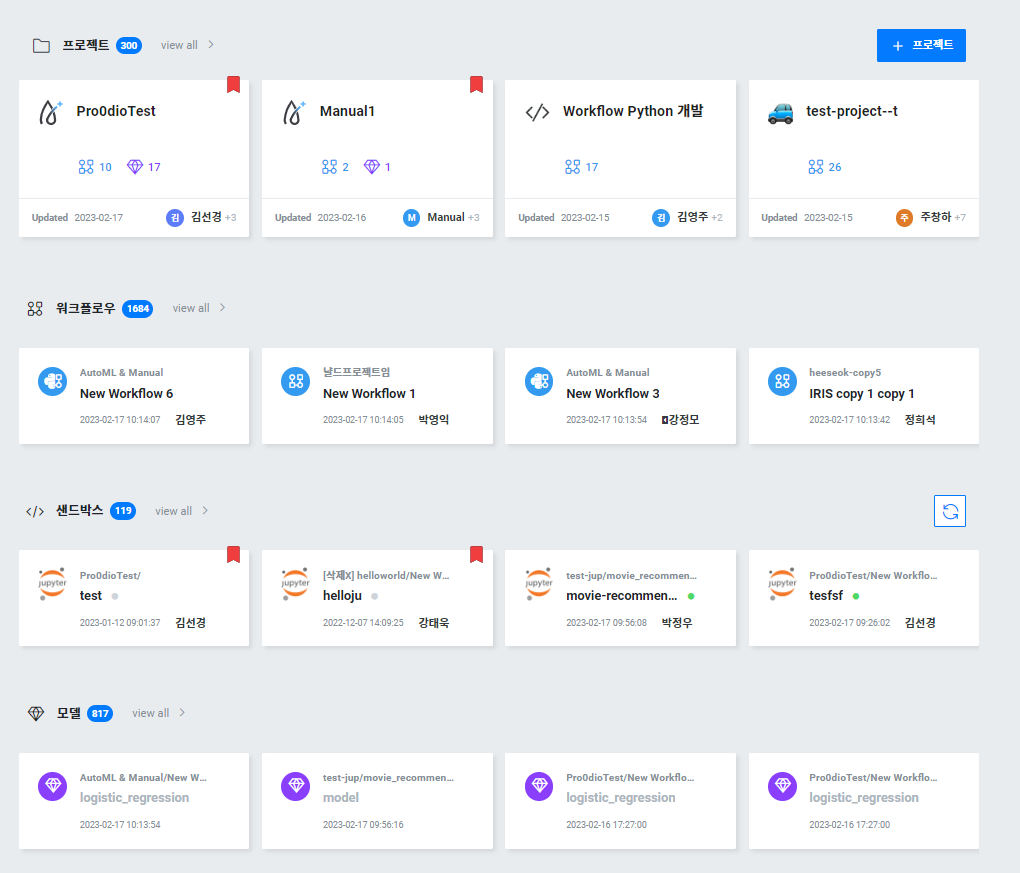 프로젝트 300 view all >
+ 프로젝트
Pro0dioTest
10 17
Updated 2023-02-17 김 김선경 +3
Manual1
2 1
Updated 2023-02-16 M Manual +3
</> Workflow Python 개발
17
Updated 2023-02-15 김 김영주 +2
test-project--t
26
Updated 2023-02-15 주 주창하 +7
워크플로우 1684 view all >
AutoML & Manual
New Workflow 6
2023-02-17 10:14:07 김영주
냘드프로젝트임
New Workflow 1
2023-02-17 10:14:05 박영익
AutoML & Manual
New Workflow 3
2023-02-17 10:13:54 강정모
heeseok-copy5
IRIS copy 1 copy 1
2023-02-17 10:13:42 정희석
</> 샌드박스 119 view all >
jupyter
Pro0dioTest/
test
2023-01-12 09:01:37 김선경
jupyter
[삭제X] helloworld/New W...
helloju
2022-12-07 14:09:25 강태욱
jupyter
test-jup/movie_recommen...
movie-recommen...
2023-02-17 09:56:08 박정우
jupyter
Pro0dioTest/New Workflo...
tesfsf
2023-02-17 09:26:02 김선경
모델 817 view all >
AutoML & Manual/New W...
logistic_regression
2023-02-17 10:13:54
test-jup/movie_recommen...
model
2023-02-17 09:56:16
Pro0dioTest/New Workflo...
logistic_regression
2023-02-16 17:27:00
Pro0dioTest/New Workflo...
logistic_regression
2023-02-16 17:27:00